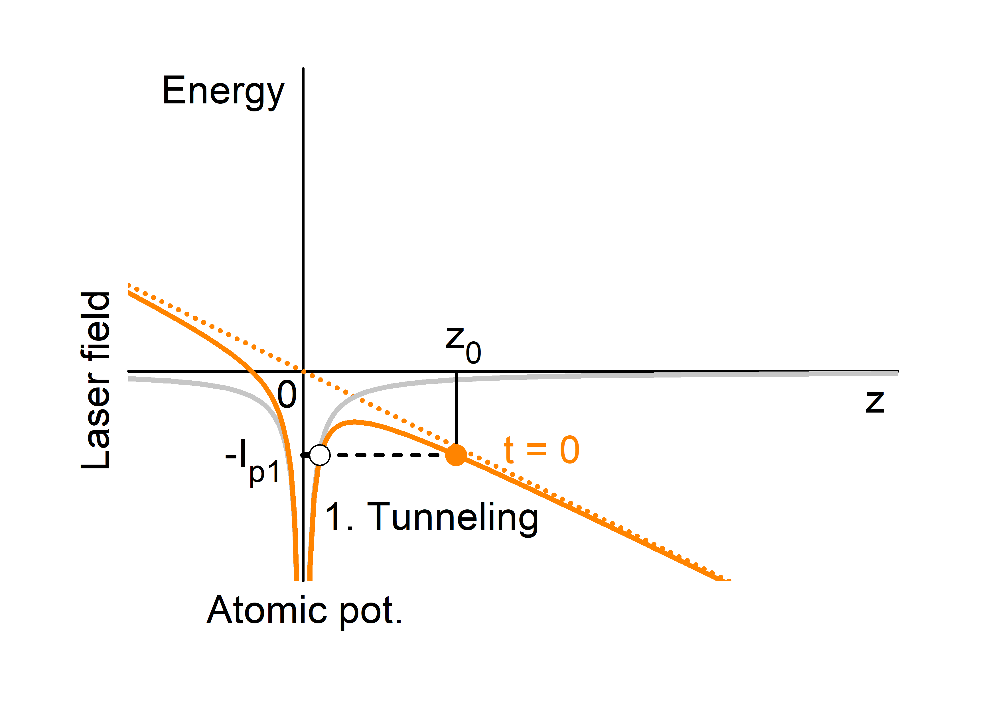 Energy
Laser field
z₀
0
z
-Iₚ₁
t = 0
1. Tunneling
Atomic pot.